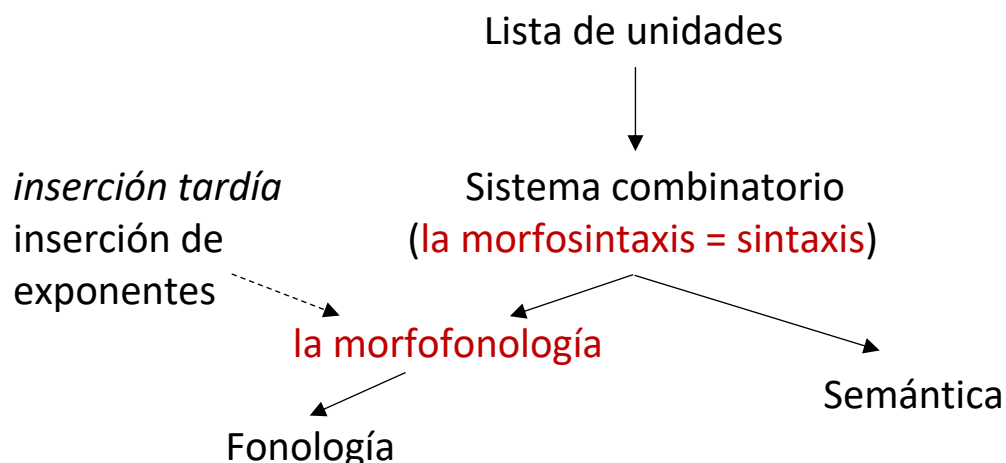 Lista de unidades
inserción tardía
inserción de
exponentes
Sistema combinatorio
(la morfosintaxis = sintaxis)
la morfofonología
Semántica
Fonología